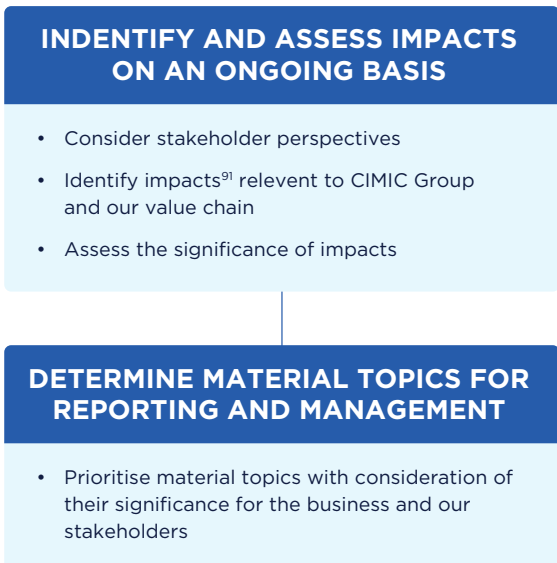 INDENTIFY AND ASSESS IMPACTS
ON AN ONGOING BASIS
• Consider stakeholder perspectives
• Identify impacts⁹¹ relevent to CIMIC Group
and our value chain
• Assess the significance of impacts
DETERMINE MATERIAL TOPICS FOR
REPORTING AND MANAGEMENT
• Prioritise material topics with consideration of
their significance for the business and our
stakeholders